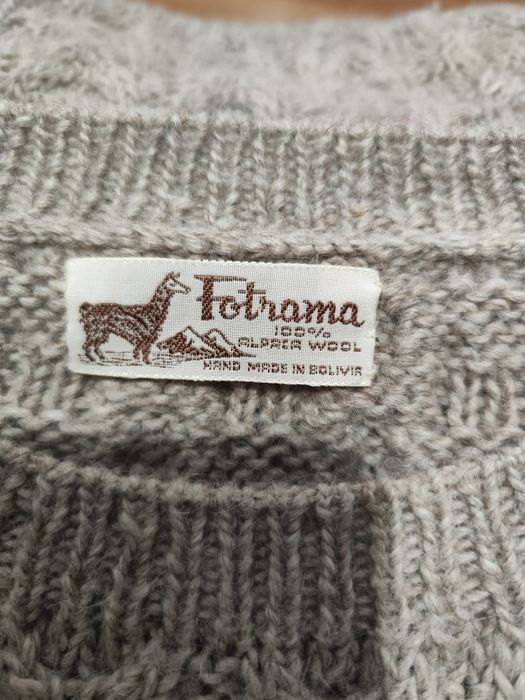 Fotrama
100%
ALPACA WOOL
HAND MADE IN BOLIVIA